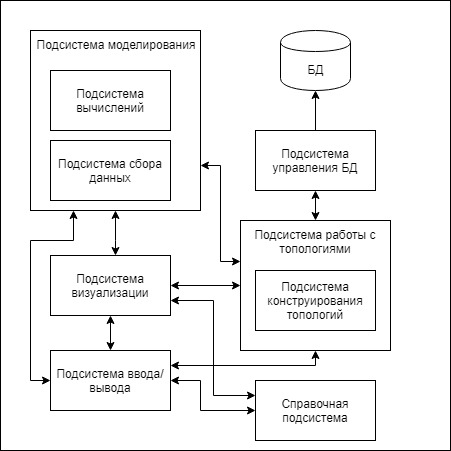 Подсистема моделирования
Подсистема
вычислений
Подсистема сбора
данных
БД
Подсистема
управления БД
Подсистема работы с
топологиями
Подсистема
конструирования
топологий
Подсистема
визуализации
Подсистема ввода/
вывода
Справочная
подсистема